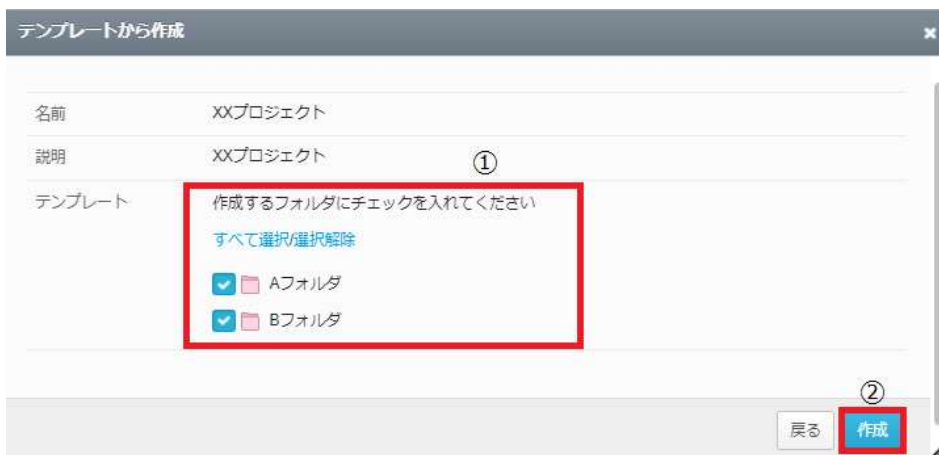 テンプレートから作成
名前 XXプロジェクト
説明 XXプロジェクト
①
テンプレート 作成するフォルダにチェックを入れてください
すべて選択/選択解除
Aフォルダ
Bフォルダ
②
戻る 作成